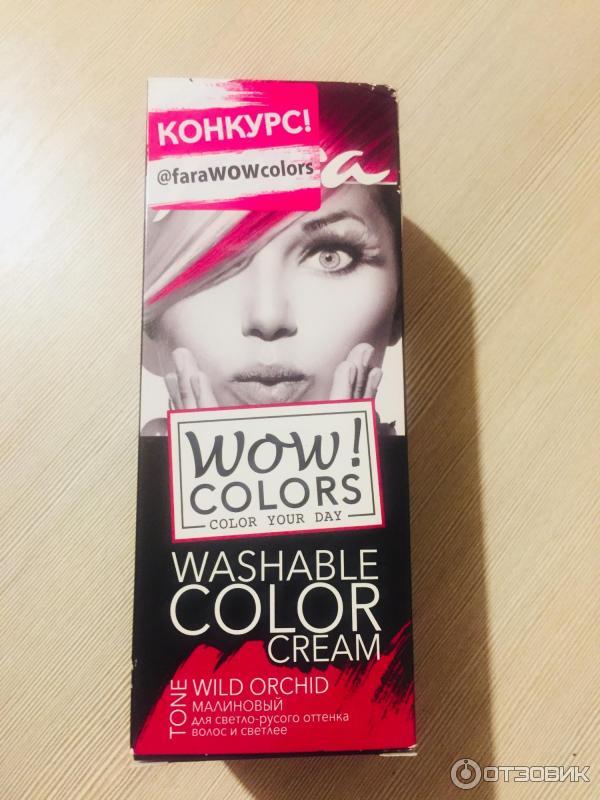 КОНКУРС!
@faraWOWcolors
WOW!
COLORS
COLOR YOUR DAY
WASHABLE
COLOR
CREAM
TONE
WILD ORCHID
МАЛИНОВЫЙ
для светло-русого оттенка
волос и светлее
ОТЗОВИК